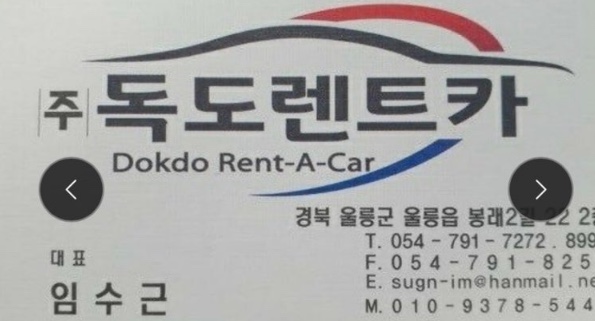 |주|독도렌트카
Dokdo Rent-A-Car
경북 울릉군 울릉읍 봉래2길 22 2
T. 054-791-7272. 899
F. 054-791-825
E. sugn-im@hanmail.ne
M. 010-9378-544
대표
임수근